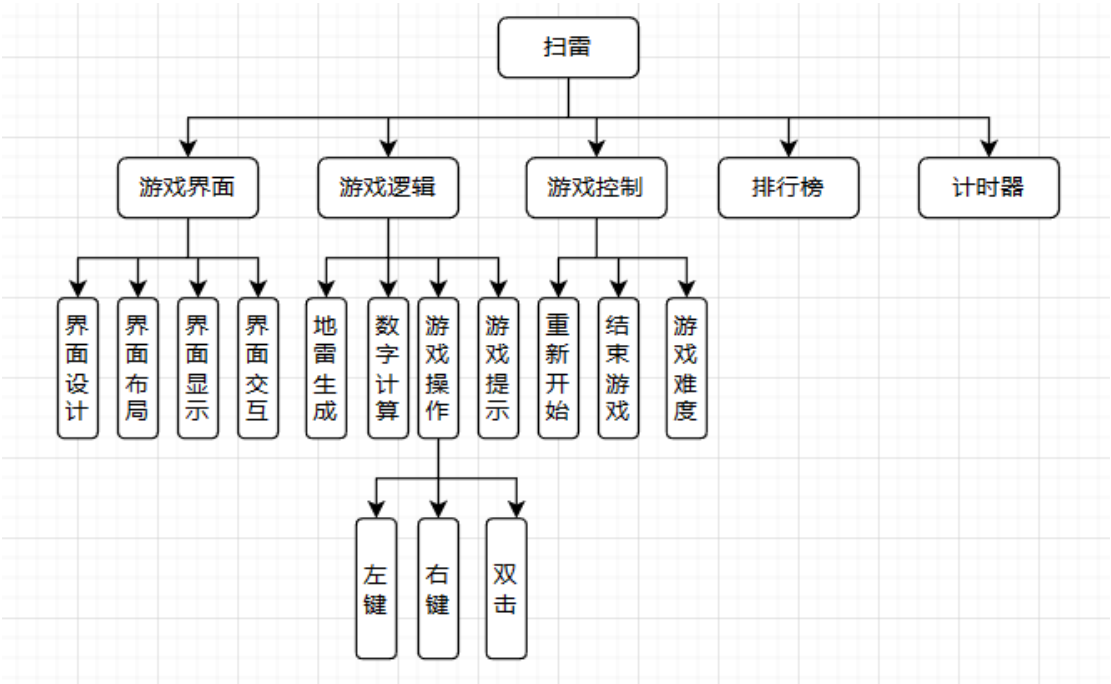 扫雷
游戏界面
游戏逻辑
游戏控制
排行榜
计时器
界面设计
界面布局
界面显示
界面交互
地雷生成
数字计算
游戏操作
游戏提示
重新开始
结束游戏
游戏难度
左键
右键
双击